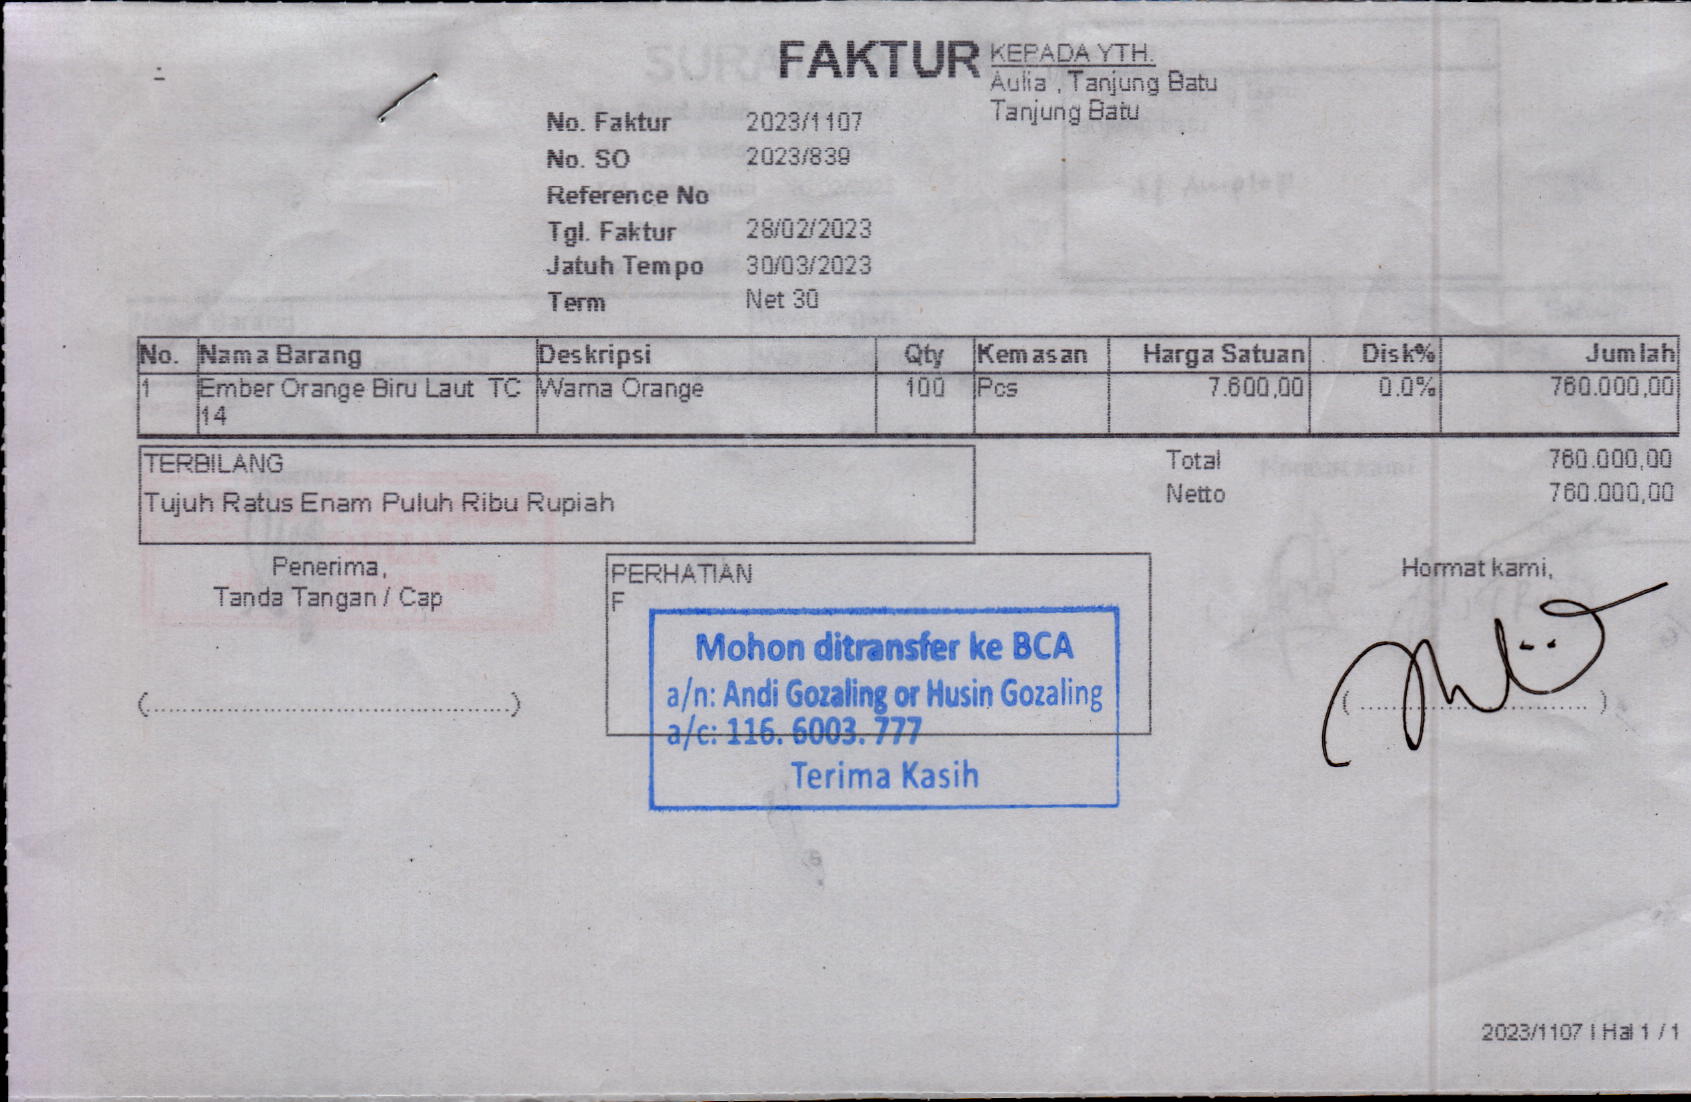 FAKTUR
KEPADA YTH.
Aulia , Tanjung Batu
Tanjung Batu
No. Faktur 2023/1107
No. SO 2023/839
Reference No
Tgl. Faktur 28/02/2023
Jatuh Tempo 30/03/2023
Term Net 30
No. Nama Barang Deskripsi Qty Kemasan Harga Satuan Disk% Jumlah
1 Ember Orange Biru Laut TC Warna Orange 100 Pcs 7.600,00 0.0% 760.000,00
14
TERBILANG
Tujuh Ratus Enam Puluh Ribu Rupiah
Total 760.000,00
Netto 760.000,00
Penerima,
Tanda Tangan / Cap
(....................................)
PERHATIAN
F
Mohon ditransfer ke BCA
a/n: Andi Gozaling or Husin Gozaling
a/c: 116. 6003. 777
Terima Kasih
Hormat kami,
(............................)
2023/1107 | Hal 1 / 1